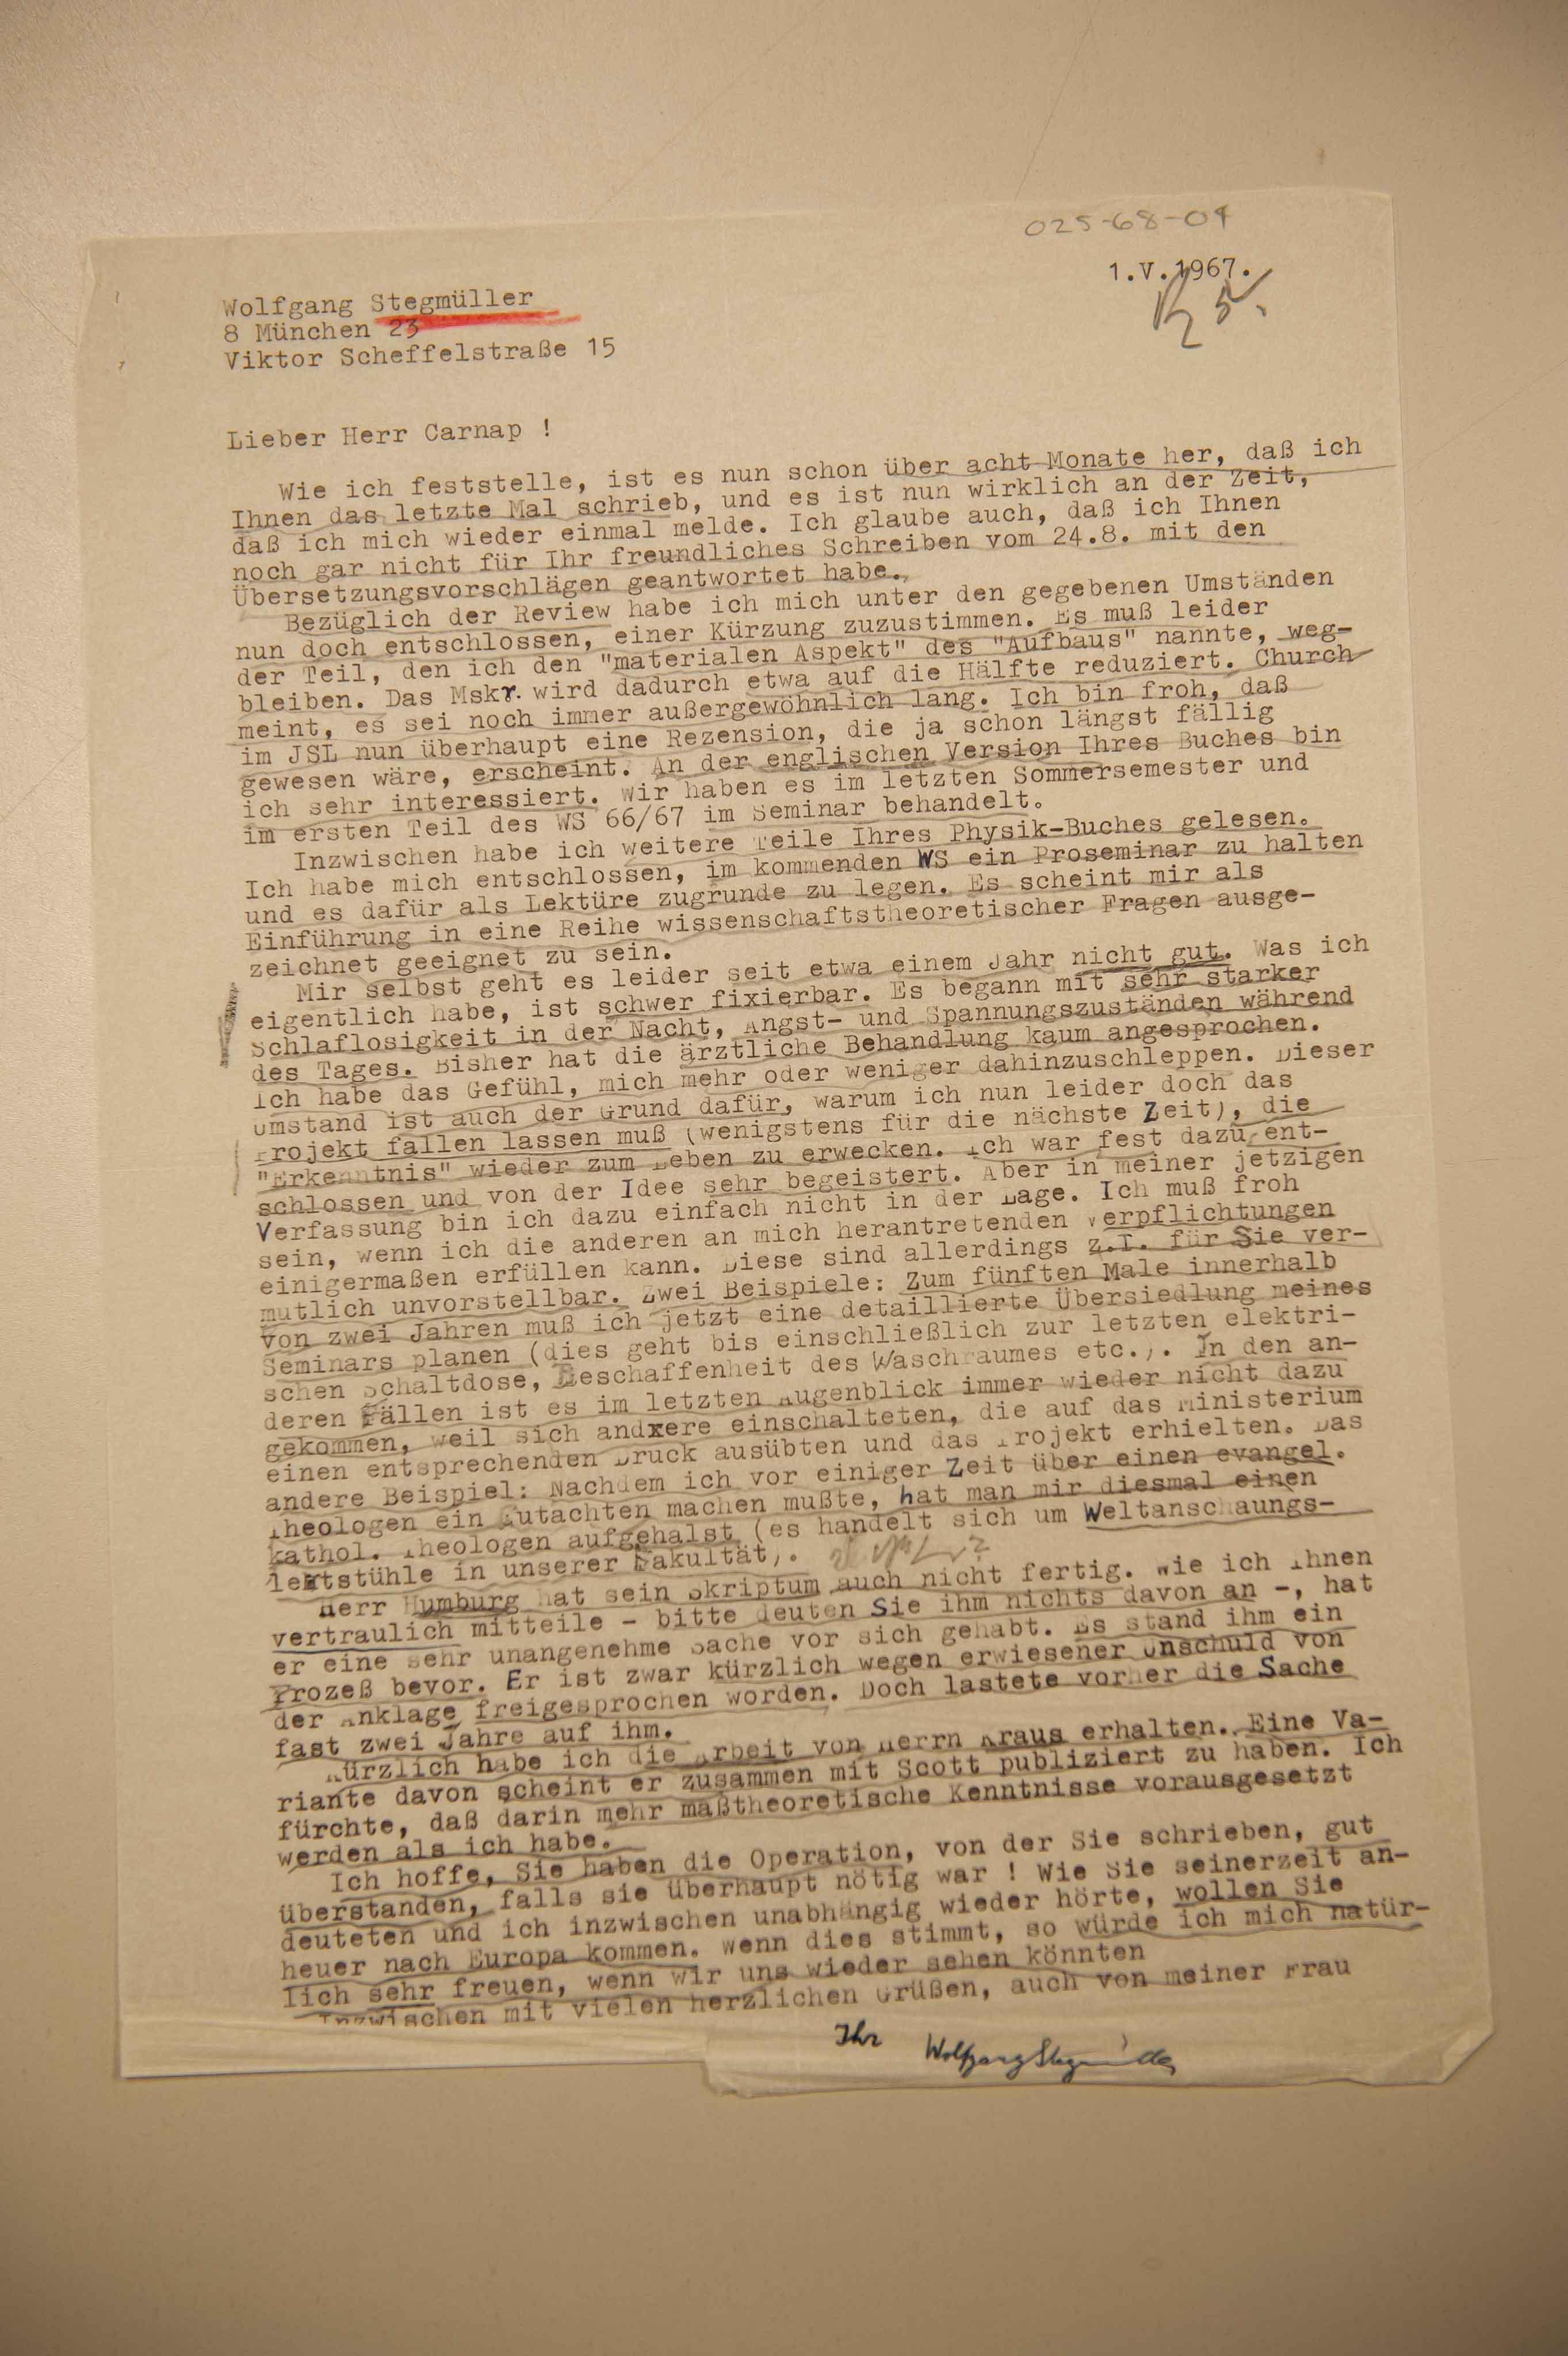 025-68-04
1.V.1967.
Wolfgang Stegmüller
8 München 23
Viktor Scheffelstraße 15
Lieber Herr Carnap !
Wie ich feststelle, ist es nun schon über acht Monate her, daß ich
Ihnen das letzte Mal schrieb, und es ist nun wirklich an der Zeit,
daß ich mich wieder einmal melde. Ich glaube auch, daß ich Ihnen
noch gar nicht für Ihr freundliches Schreiben vom 24.8. mit den
Übersetzungsvorschlägen geantwortet habe.
Bezüglich der Review habe ich mich unter den gegebenen Umständen
nun doch entschlossen, einer Kürzung zuzustimmen. Es muß leider
der Teil, den ich den "materialen Aspekt" des "Aufbaus" nannte, weg-
bleiben. Das Mskr. wird dadurch etwa auf die Hälfte reduziert. Church
meint, es sei noch immer außergewöhnlich lang. Ich bin froh, daß
im JSL nun überhaupt eine Rezension, die ja schon längst fällig
gewesen wäre, erscheint. An der englischen Version Ihres Buches bin
ich sehr interessiert. Wir haben es im letzten Sommersemester und
im ersten Teil des WS 66/67 im Seminar behandelt.
Inzwischen habe ich weitere Teile Ihres Physik-Buches gelesen.
Ich habe mich entschlossen, im kommenden WS ein Proseminar zu halten
und es dafür als Lektüre zugrunde zu legen. Es scheint mir als
Einführung in eine Reihe wissenschaftstheoretischer Fragen ausge-
zeichnet geeignet zu sein.
Mir selbst geht es leider seit etwa einem Jahr nicht gut. Was ich
eigentlich habe, ist schwer fixierbar. Es begann mit sehr starker
Schlaflosigkeit in der Nacht, Angst- und Spannungszuständen während
des Tages. Bisher hat die ärztliche Behandlung kaum angesprochen.
Ich habe das Gefühl, mich mehr oder weniger dahinzuschleppen. Dieser
Umstand ist auch der Grund dafür, warum ich nun leider doch das
Projekt fallen lassen muß (wenigstens für die nächste Zeit), die
"Erkenntnis" wieder zum Leben zu erwecken. Ich war fest dazu ent-
schlossen und von der Idee sehr begeistert. Aber in meiner jetzigen
Verfassung bin ich dazu einfach nicht in der Lage. Ich muß froh
sein, wenn ich die anderen an mich herantretenden Verpflichtungen
einigermaßen erfüllen kann. Diese sind allerdings z.T. für Sie ver-
mutlich unvorstellbar. Zwei Beispiele: Zum fünften Male innerhalb
von zwei Jahren muß ich jetzt eine detaillierte Übersiedlung meines
Seminars planen (dies geht bis einschließlich zur letzten elektri-
schen Schaltdose, Beschaffenheit des Waschraumes etc.). In den an-
deren Fällen ist es im letzten Augenblick immer wieder nicht dazu
gekommen, weil sich andxere einschalteten, die auf das Ministerium
einen entsprechenden Druck ausübten und das Projekt erhielten. Das
andere Beispiel: Nachdem ich vor einiger Zeit über einen evangel.
Theologen ein Gutachten machen mußte, hat man mir diesmal einen
kathol. Theologen aufgehalst (es handelt sich um Weltanschaungs-
lehrstühle in unserer Fakultät).
Herr Humburg hat sein Skriptum auch nicht fertig. Wie ich Ihnen
vertraulich mitteile - bitte deuten Sie ihm nichts davon an -, hat
er eine sehr unangenehme Sache vor sich gehabt. Es stand ihm ein
Prozeß bevor. Er ist zwar kürzlich wegen erwiesener Unschuld von
der Anklage freigesprochen worden. Doch lastete vorher die Sache
fast zwei Jahre auf ihm.
Kürzlich habe ich die Arbeit von Herrn Kraus erhalten. Eine Va-
riante davon scheint er zusammen mit Scott publiziert zu haben. Ich
fürchte, daß darin mehr maßtheoretische Kenntnisse vorausgesetzt
werden als ich habe.
Ich hoffe, Sie haben die Operation, von der Sie schrieben, gut
überstanden, falls sie überhaupt nötig war ! Wie Sie seinerzeit an-
deuteten und ich inzwischen unabhängig wieder hörte, wollen Sie
heuer nach Europa kommen. Wenn dies stimmt, so würde ich mich natür-
lich sehr freuen, wenn wir uns wieder sehen könnten
Inzwischen mit vielen herzlichen Grüßen, auch von meiner Frau
Ihr Wolfgang Stegmüller